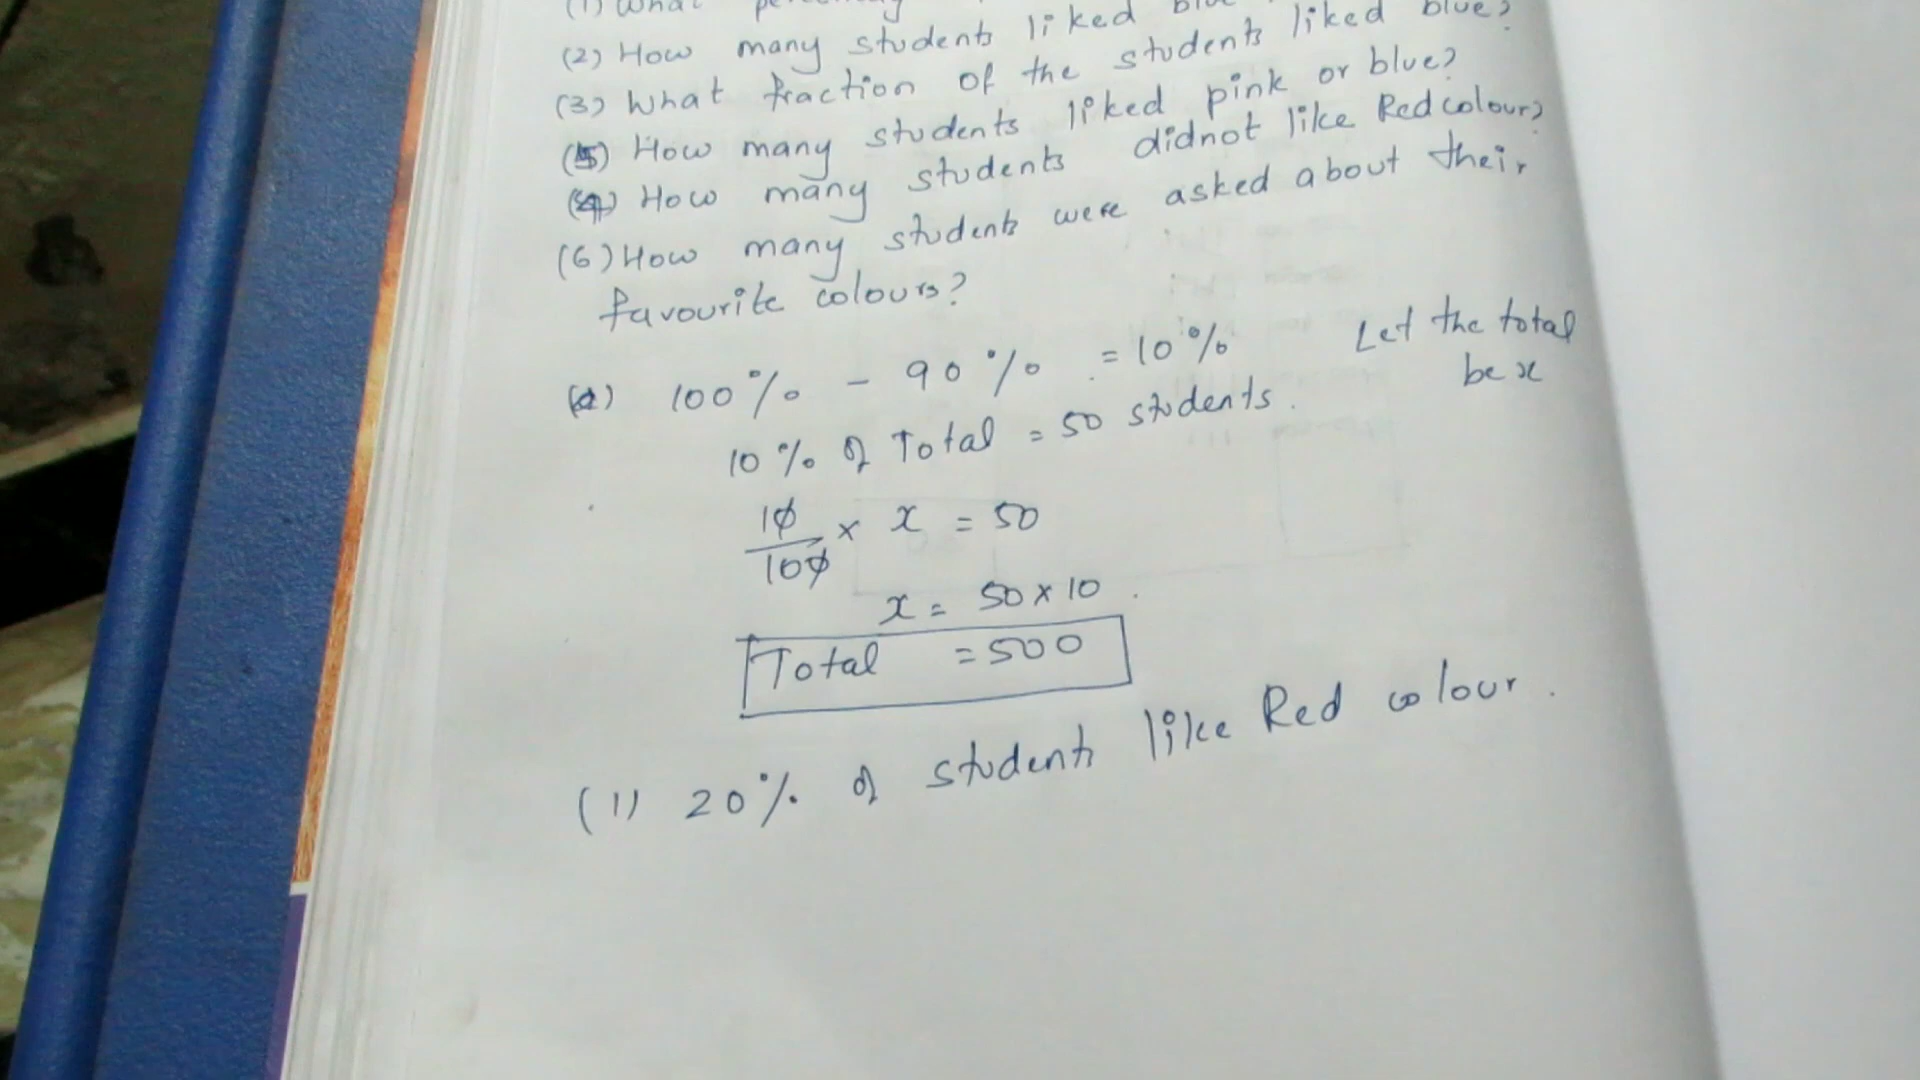 (1) What
(2) How many students liked
(3) What fraction of the students liked blue?
(5) How many students liked pink or blue?
(4) How many students didnot like Red colour?
(6) How many students were asked about their
favourite colours?
100% - 90% = 10% Let the total
be x
10% of Total = 50 students.
10/100 × x = 50
x = 50 × 10
Total = 500
(1) 20% of students like Red colour.